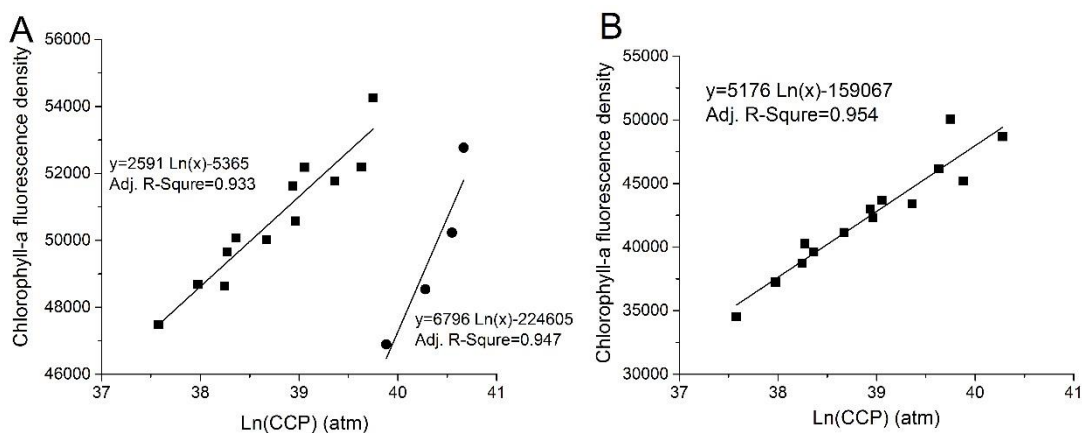 A
56000
54000
52000
50000
48000
46000
Chlorophyll-a fluorescence density
y=2591 Ln(x)-5365
Adj. R-Squre=0.933
y=6796 Ln(x)-224605
Adj. R-Squre=0.947
37 38 39 40 41
Ln(CCP) (atm)
B
50000
45000
40000
35000
30000
Chlorophyll-a fluorescence density
y=5176 Ln(x)-159067
Adj. R-Squre=0.954
37 38 39 40 41
Ln(CCP) (atm)